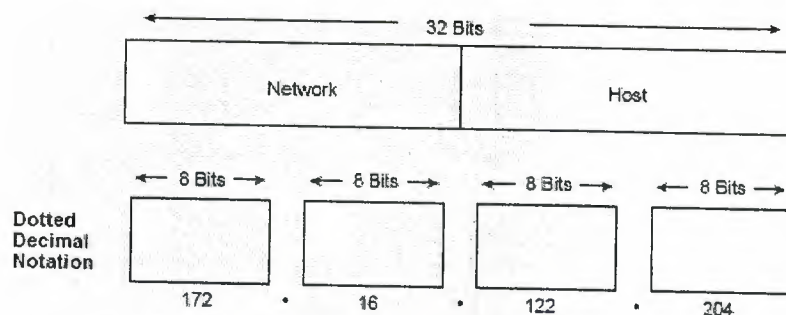 32 Bits
Network Host
8 Bits 8 Bits 8 Bits 8 Bits
Dotted
Decimal
Notation
172 . 16 . 122 . 204